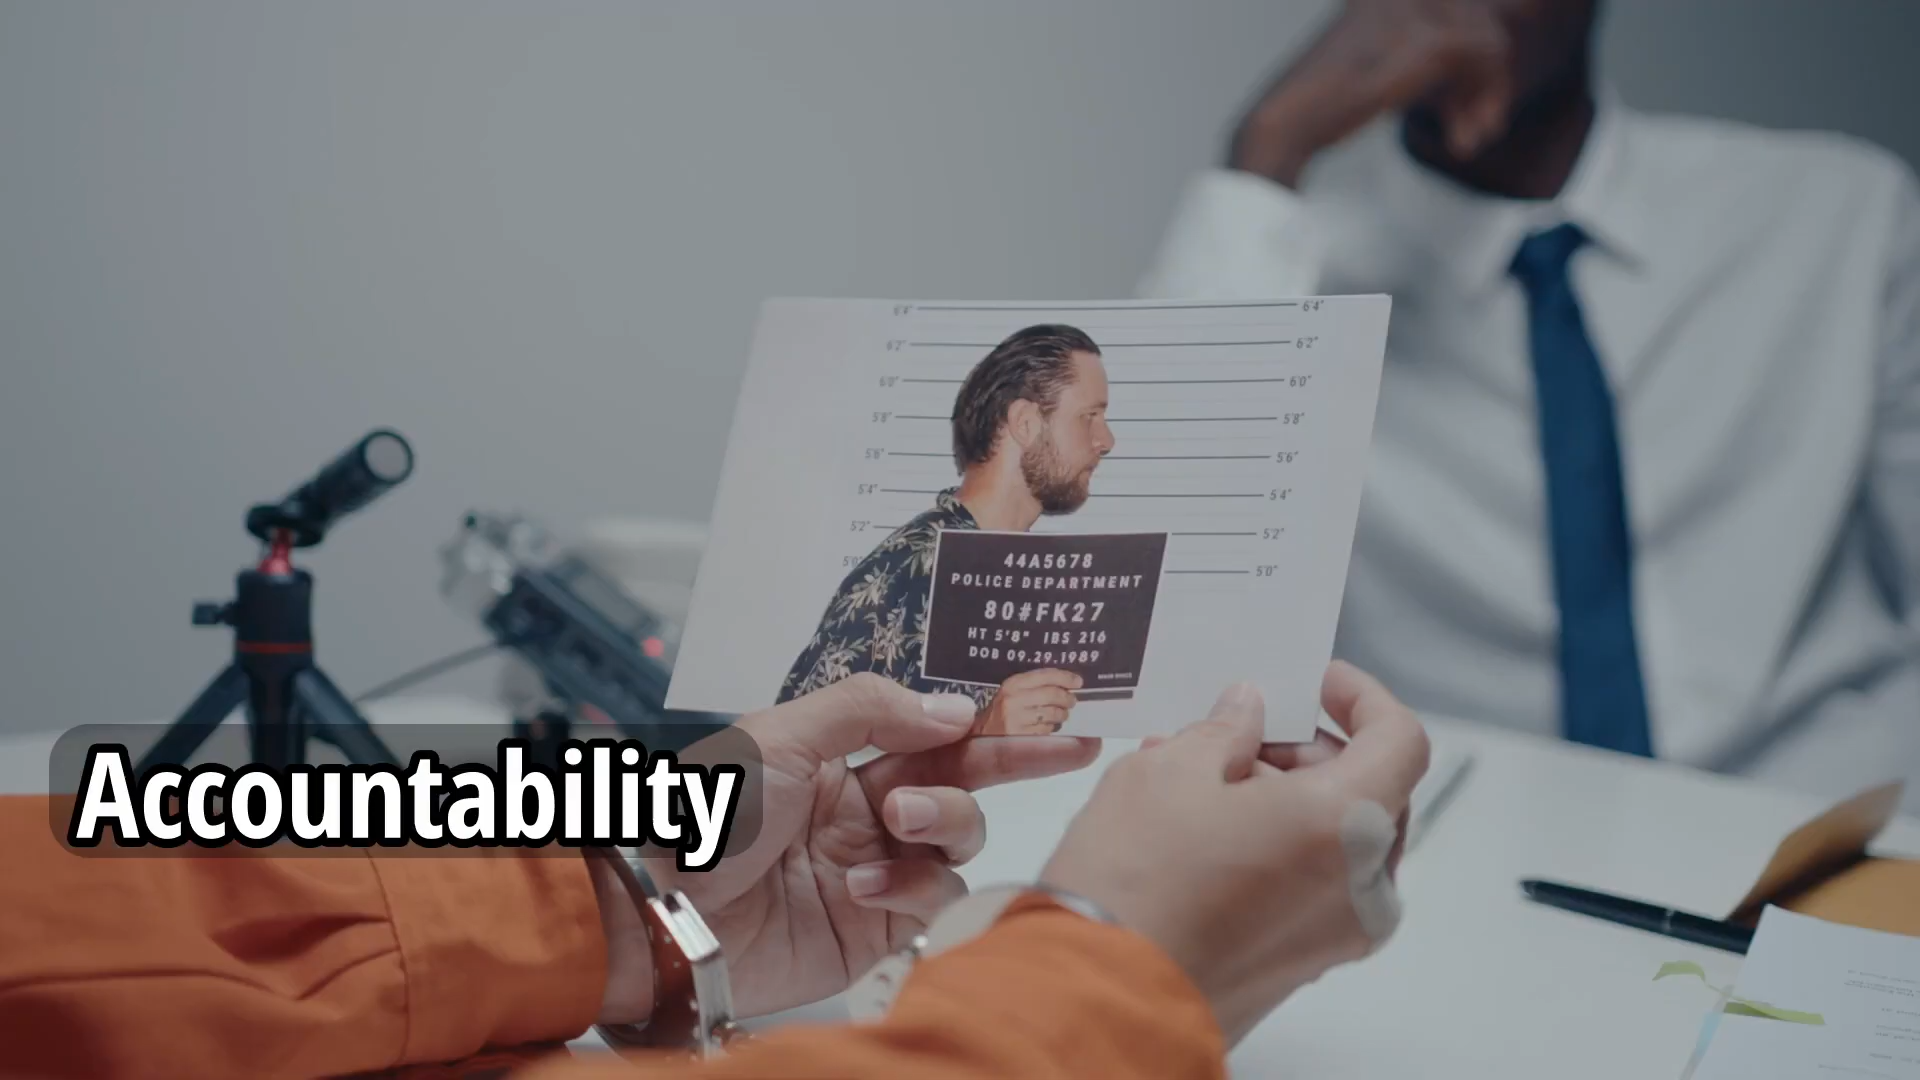 6'4" 6'4"
6'2" 6'2"
6'0" 6'0"
5'8" 5'8"
5'6" 5'6"
5'4" 5'4"
5'2" 5'2"
5'0" 5'0"
44A5678
POLICE DEPARTMENT
80#FK27
HT 5'8" IBS 216
DOB 09.29.1989
Accountability